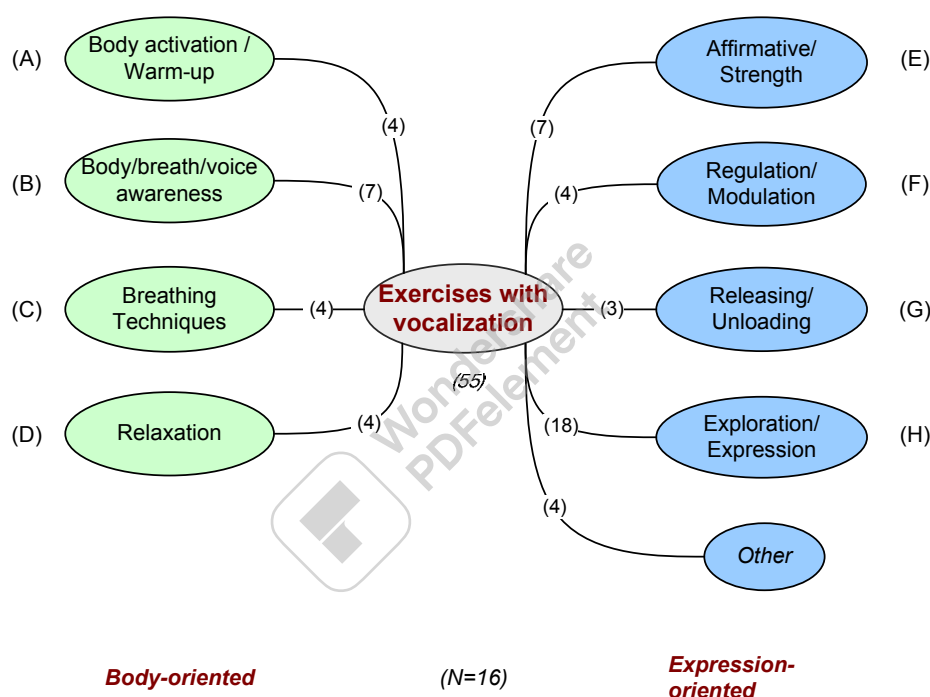 (A)
Body activation /
Warm-up
(4)
(B)
Body/breath/voice
awareness
(7)
(C)
Breathing
Techniques
(4)
(D)
Relaxation
(4)
Exercises with
vocalization
(55)
Affirmative/
Strength
(E)
(7)
Regulation/
Modulation
(F)
(4)
Releasing/
Unloading
(G)
(3)
Exploration/
Expression
(H)
(18)
Other
(4)
Wondershare
PDFelement
Body-oriented
(N=16)
Expression-
oriented